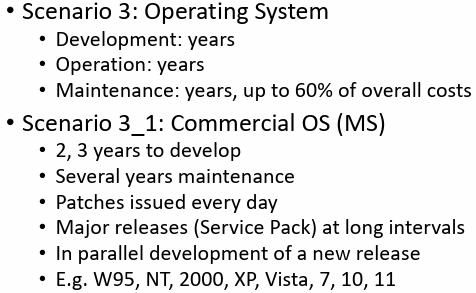 • Scenario 3: Operating System
• Development: years
• Operation: years
• Maintenance: years, up to 60% of overall costs
• Scenario 3_1: Commercial OS (MS)
• 2, 3 years to develop
• Several years maintenance
• Patches issued every day
• Major releases (Service Pack) at long intervals
• In parallel development of a new release
• E.g. W95, NT, 2000, XP, Vista, 7, 10, 11